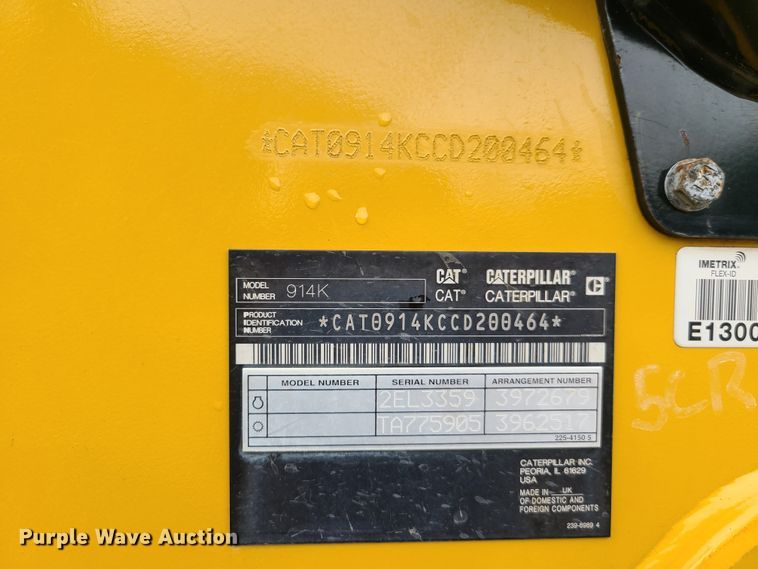 *CAT0914KCCD200464*
IMETRIX
FLEX-ID
E1300
MODEL NUMBER 914K
CAT CATERPILLAR C
CAT® CATERPILLAR®
PRODUCT IDENTIFICATION NUMBER *CAT0914KCCD200464*
MODEL NUMBER SERIAL NUMBER ARRANGEMENT NUMBER
2EL3359 3972679
TA775905 3962517
225-4150 5
SCR
CATERPILLAR INC.
PEORIA, IL 61629
USA
MADE IN UK
OF DOMESTIC AND
FOREIGN COMPONENTS
239-6969 4
Purple Wave Auction